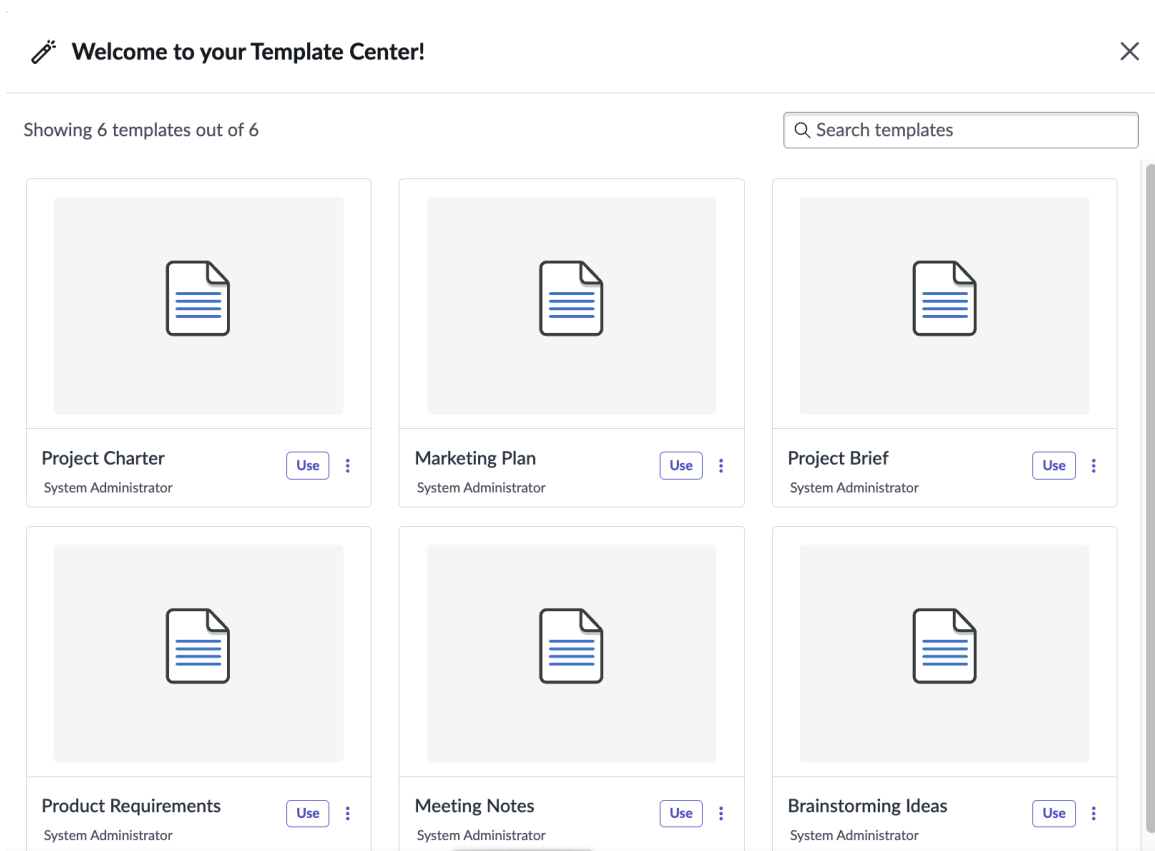 Welcome to your Template Center!
Showing 6 templates out of 6
Search templates
Project Charter
Use
System Administrator
Marketing Plan
Use
System Administrator
Project Brief
Use
System Administrator
Product Requirements
Use
System Administrator
Meeting Notes
Use
System Administrator
Brainstorming Ideas
Use
System Administrator